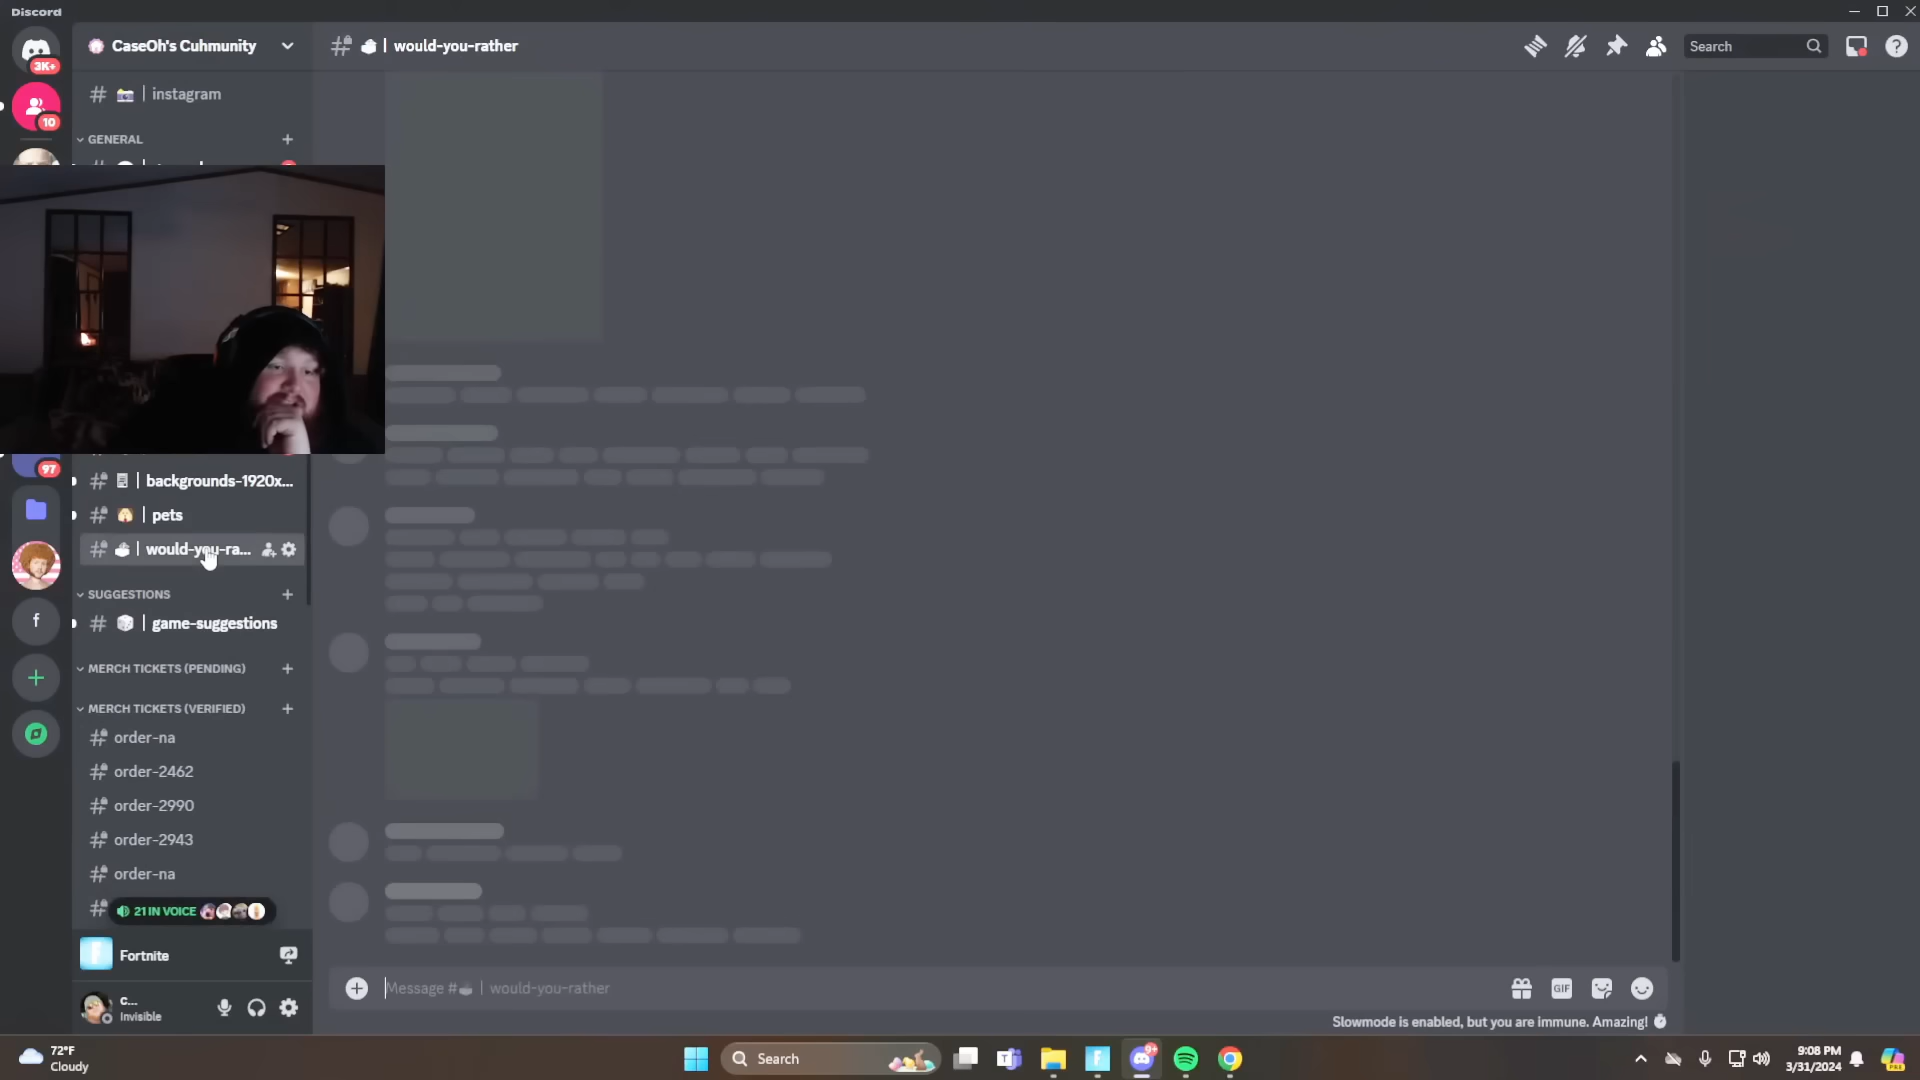 Discord
CaseOh's Cuhmunity
| would-you-rather
Search
3K+
| instagram
10
GENERAL
97
| backgrounds-1920x...
| pets
| would-you-ra...
SUGGESTIONS
| game-suggestions
f
MERCH TICKETS (PENDING)
MERCH TICKETS (VERIFIED)
order-na
order-2462
order-2990
order-2943
order-na
21 IN VOICE
Fortnite
c...
Invisible
Message # | would-you-rather
GIF
Slowmode is enabled, but you are immune. Amazing!
72°F
Cloudy
Search
9+
9:08 PM
3/31/2024
PRE